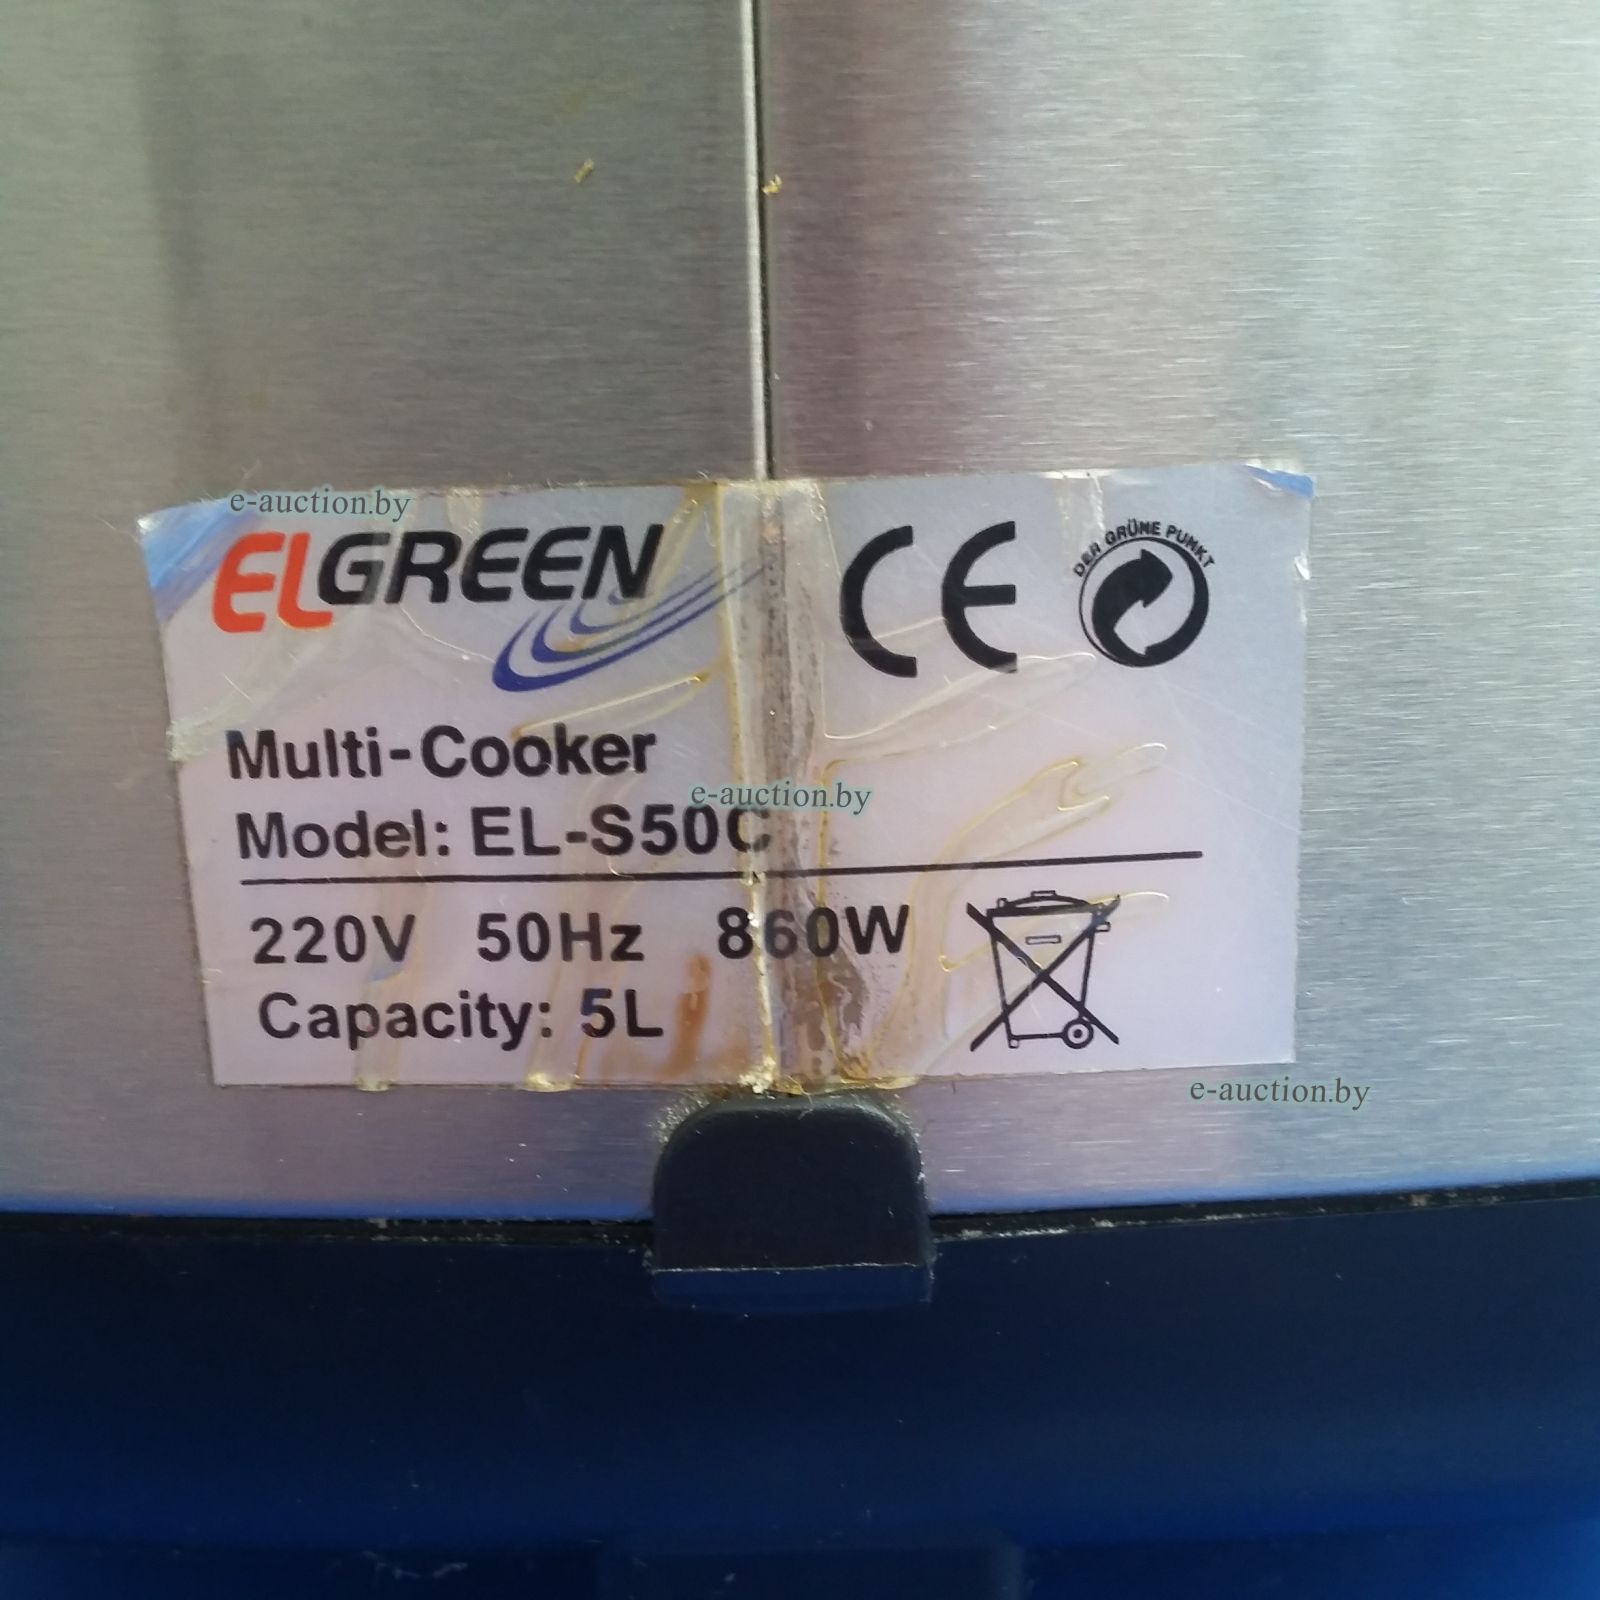 e-auction.by
ELGREEN
CE
DER GRÜNE PUNKT
Multi-Cooker
e-auction.by
Model: EL-S50C
220V 50Hz 860W
Capacity: 5L
e-auction.by